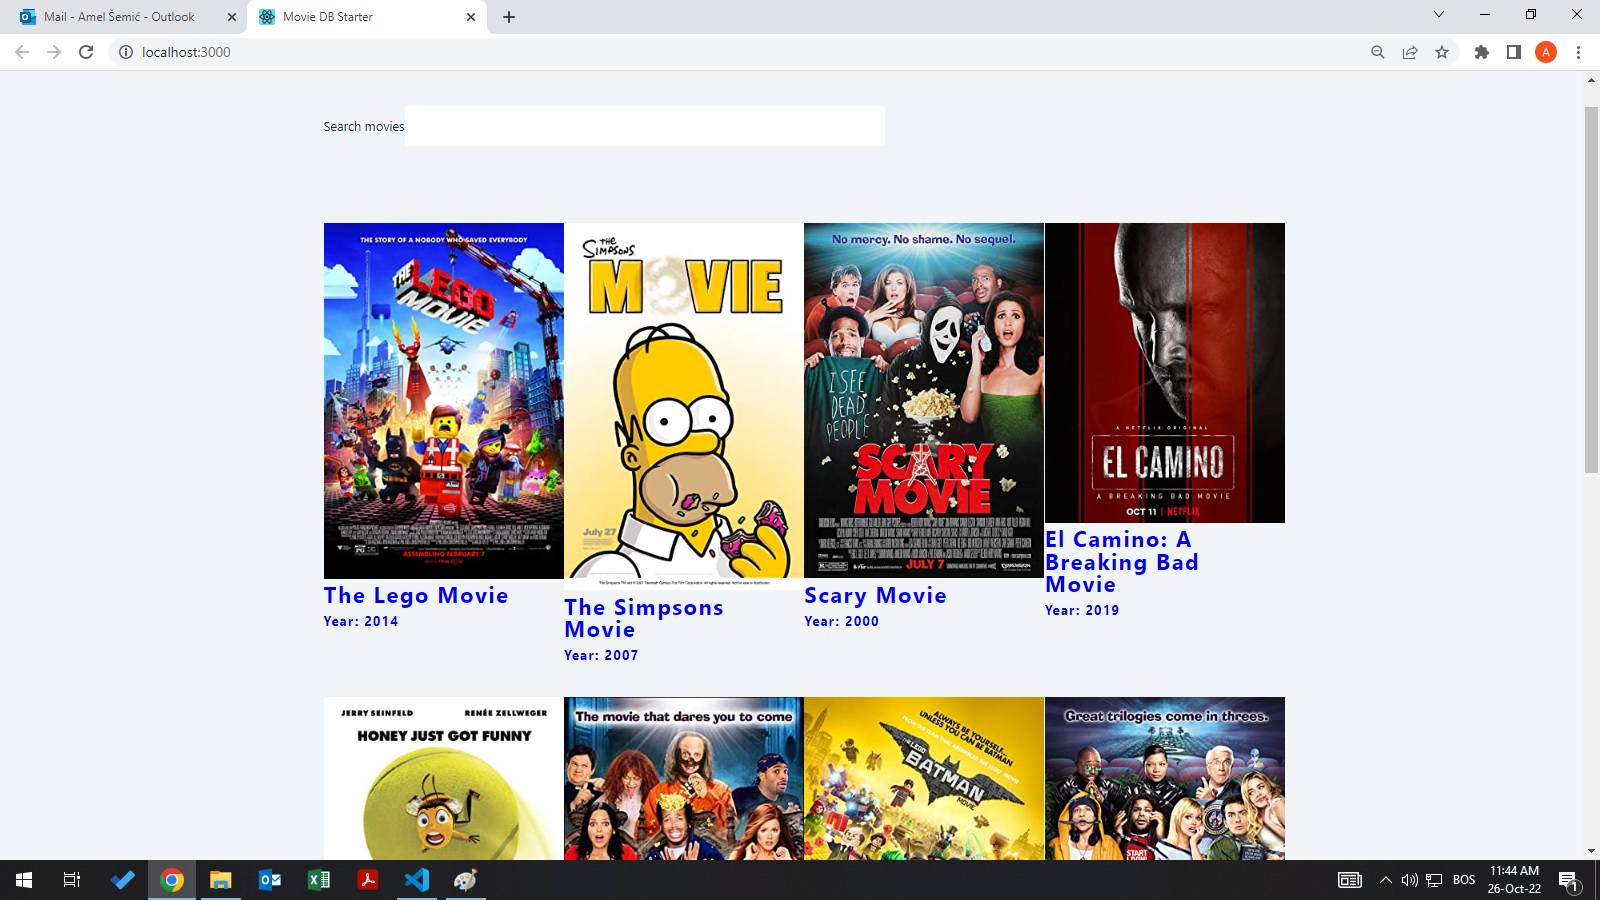 Mail - Amel Šemić - Outlook
Movie DB Starter
localhost:3000
A
Search movies
THE STORY OF A NOBODY WHO SAVED EVERYBODY
THE LEGO MOVIE
ASSEMBLING FEBRUARY 7
The Lego Movie
Year: 2014
THE SIMPSONS
MOVIE
July 27
The Simpsons
Movie
Year: 2007
No mercy. No shame. No sequel.
I SEE
DEAD
PEOPLE
SCARY
MOVIE
JULY 7
Scary Movie
Year: 2000
A NETFLIX ORIGINAL
EL CAMINO
A BREAKING BAD MOVIE
OCT 11 | NETFLIX
El Camino: A
Breaking Bad
Movie
Year: 2019
JERRY SEINFELD RENÉE ZELLWEGER
HONEY JUST GOT FUNNY
The movie that dares you to come
ALWAYS BE YOURSELF...
UNLESS YOU CAN BE BATMAN
THE LEGO
BATMAN
MOVIE
Great trilogies come in threes.
START
BOS
11:44 AM
26-Oct-22
1